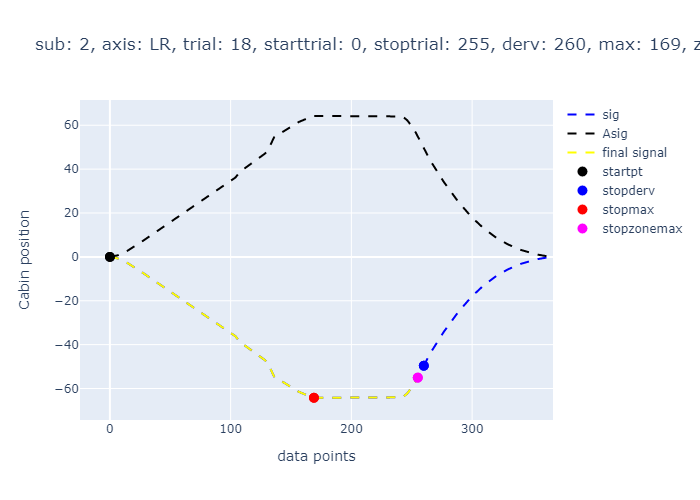 sub: 2, axis: LR, trial: 18, starttrial: 0, stoptrial: 255, derv: 260, max: 169, z
60
40
20
0
−20
−40
−60
Cabin position
0
100
200
300
data points
sig
Asig
final signal
startpt
stopderv
stopmax
stopzonemax